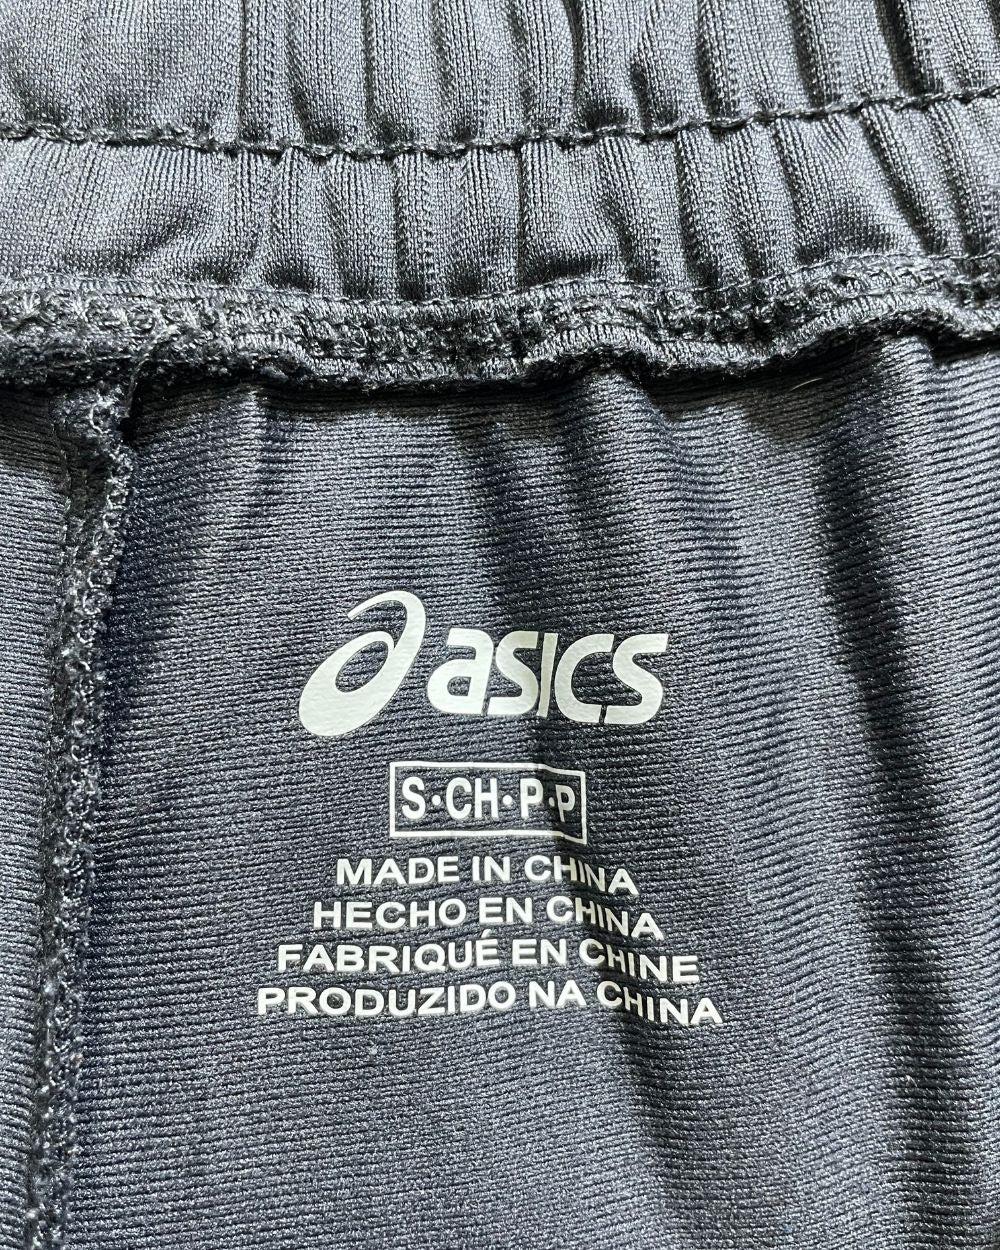 asics
S·CH·P·P
MADE IN CHINA
HECHO EN CHINA
FABRIQUÉ EN CHINE
PRODUZIDO NA CHINA